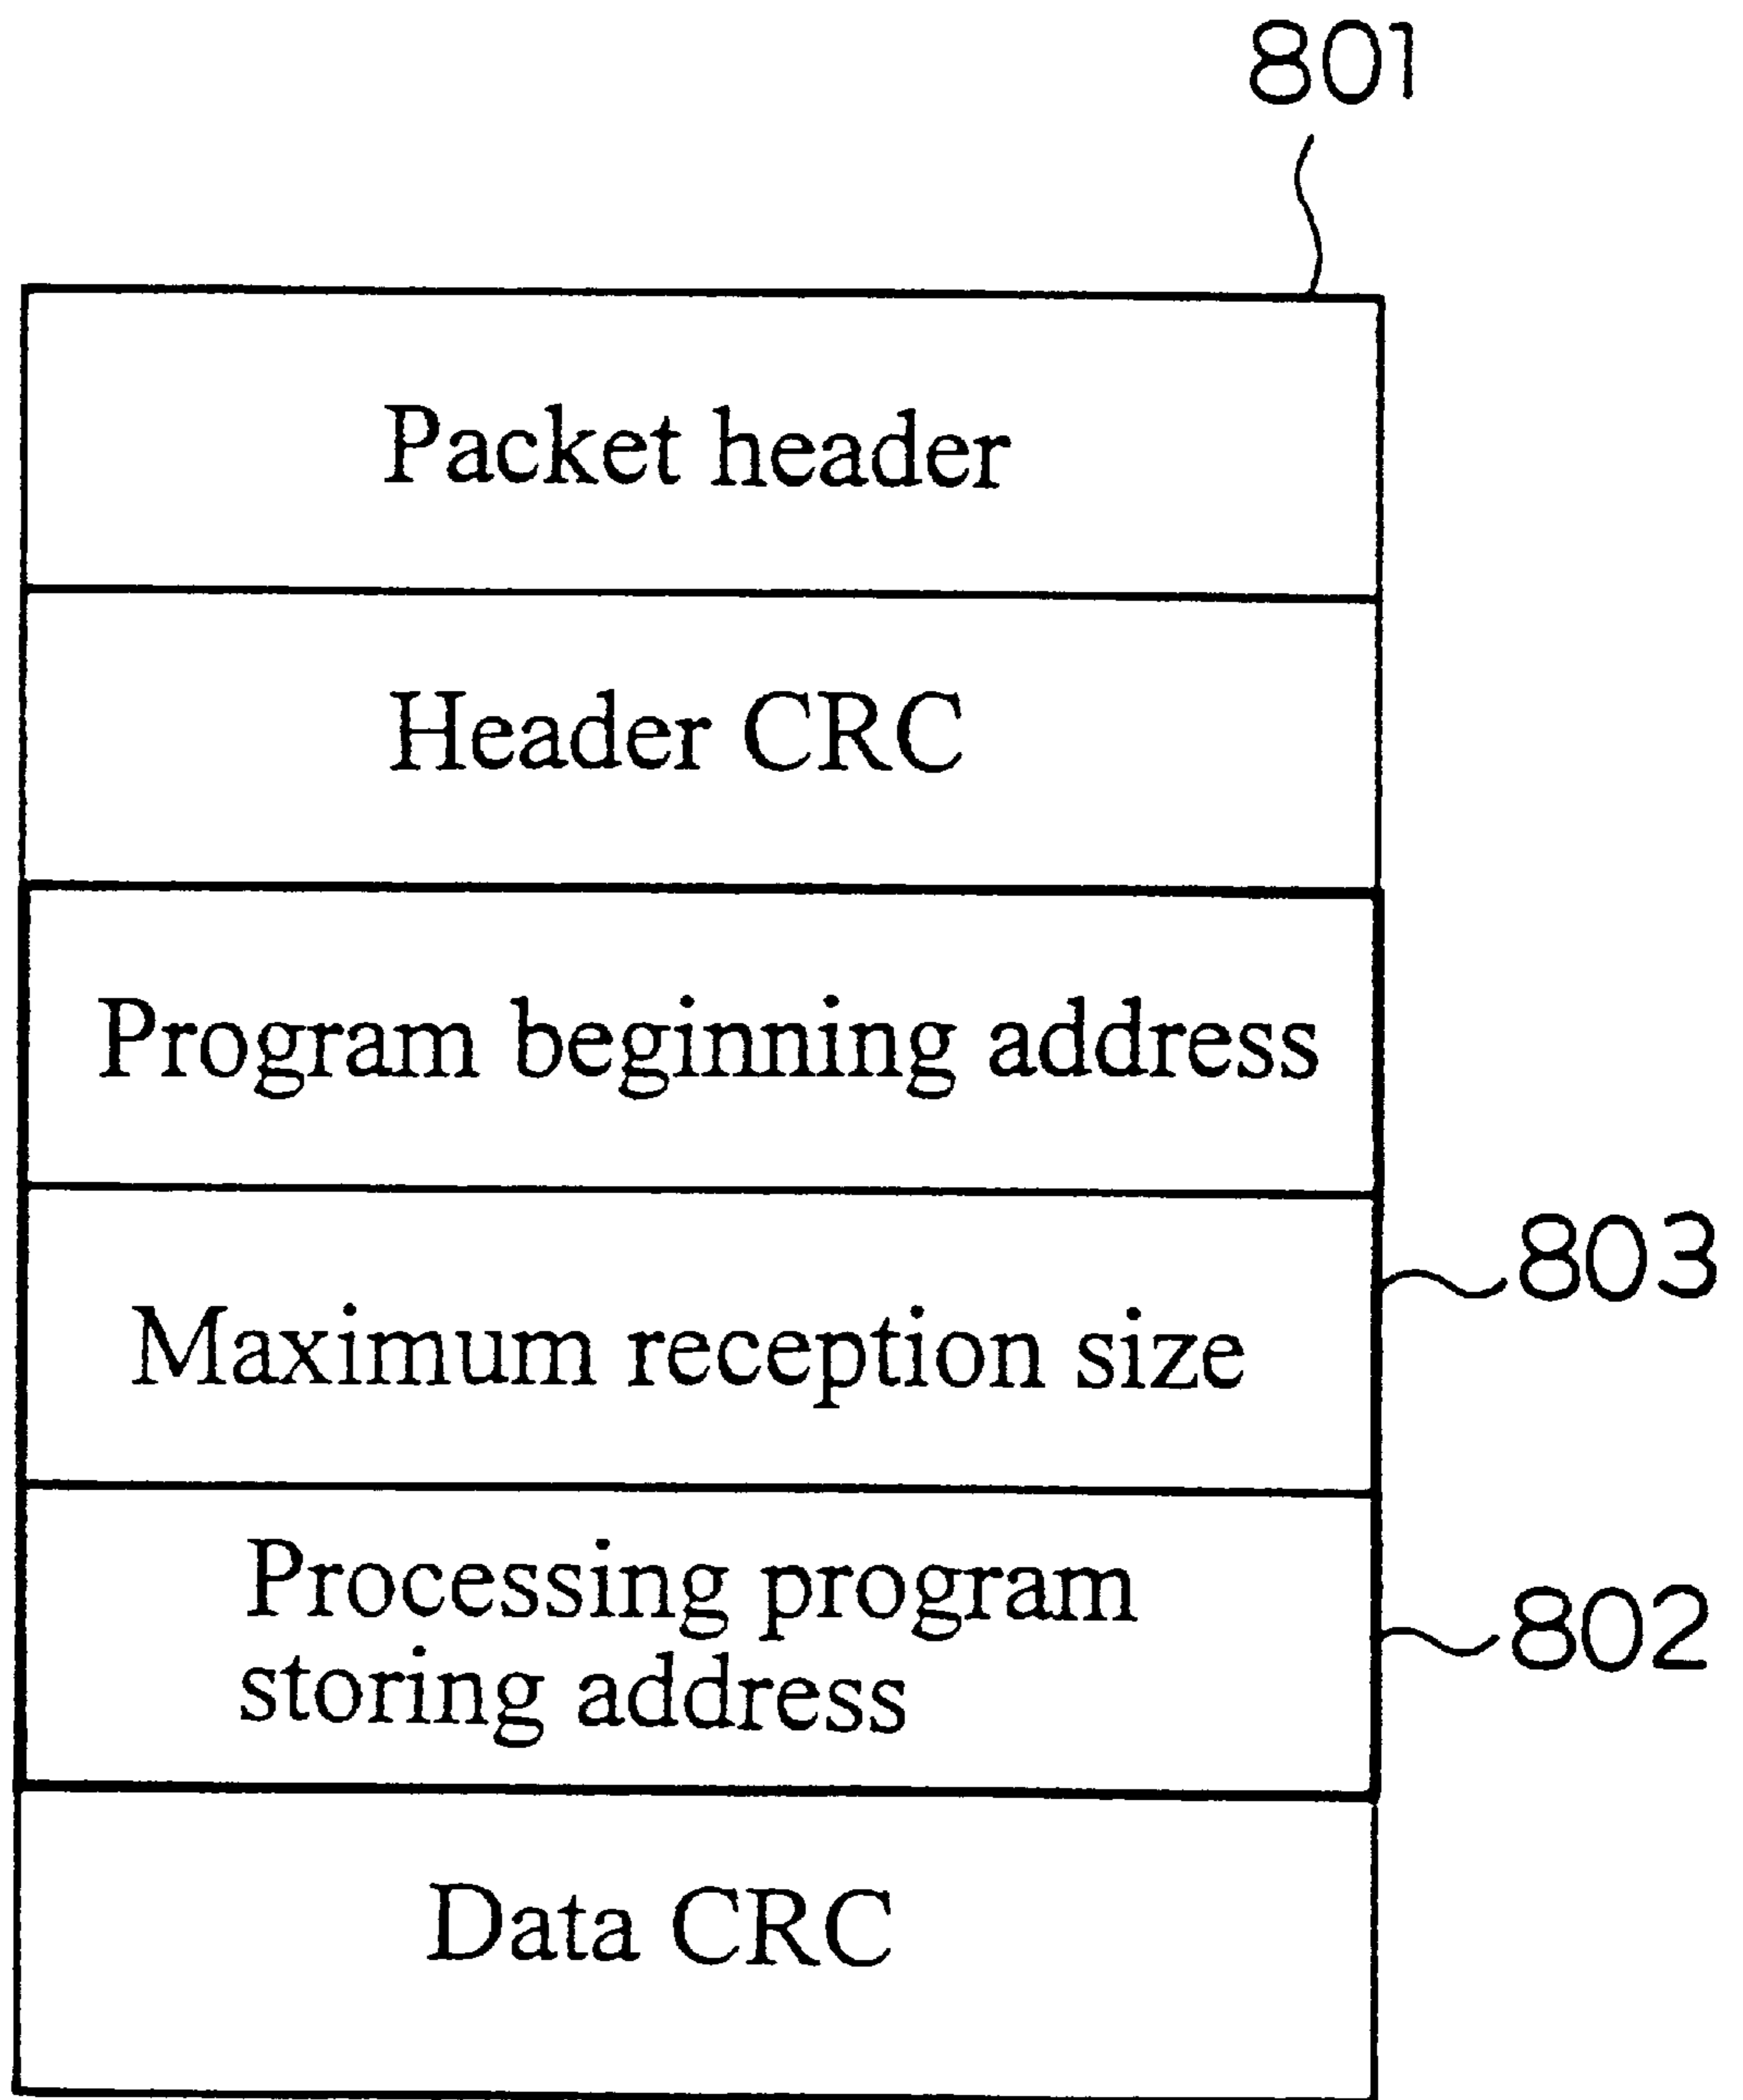 801
Packet header
Header CRC
Program beginning address
Maximum reception size
803
Processing program
storing address
802
Data CRC